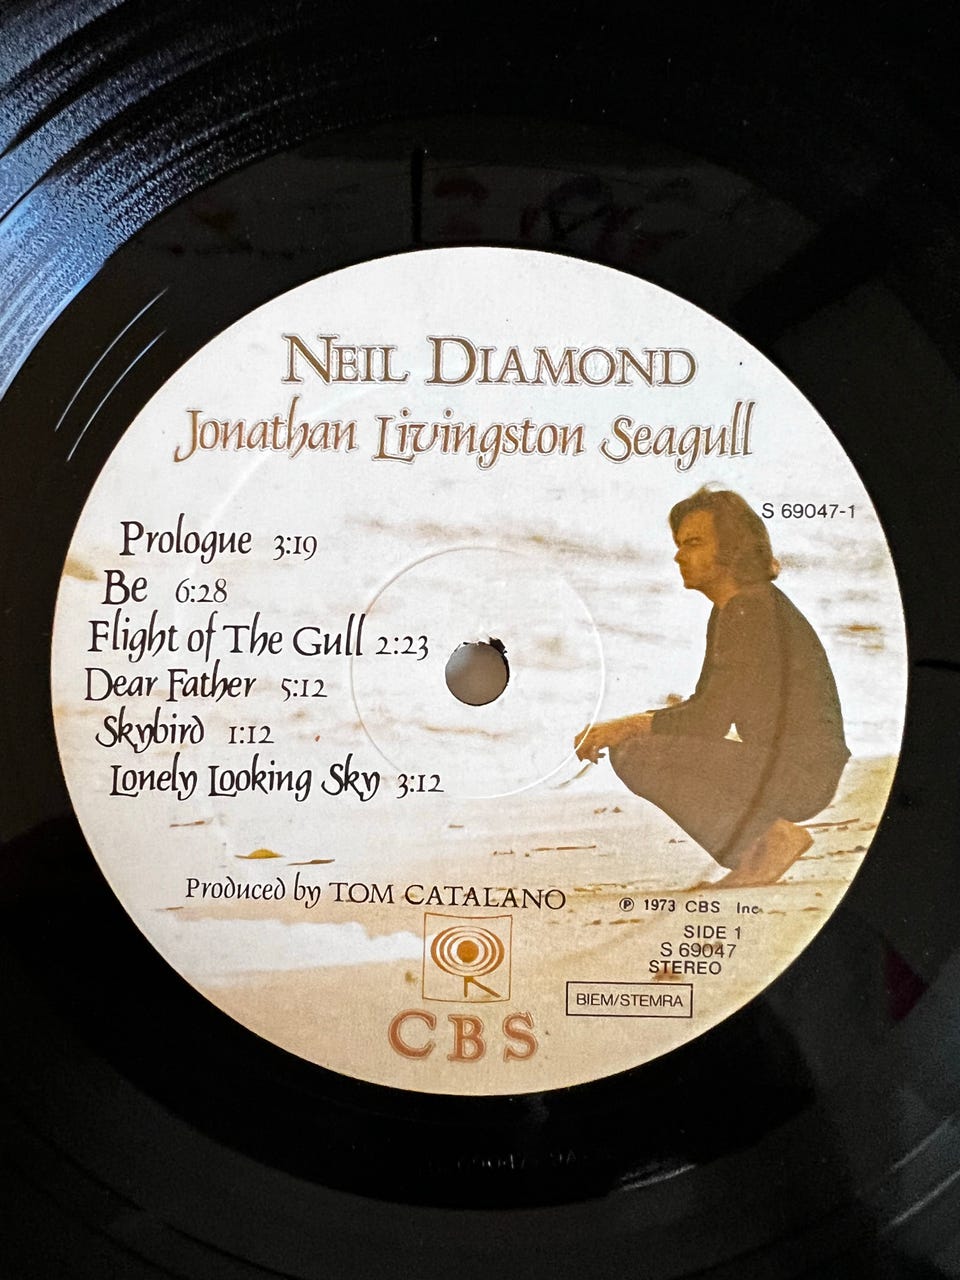 NEIL DIAMOND
Jonathan Livingston Seagull
S 69047-1
Prologue 3:19
Be 6:28
Flight of The Gull 2:23
Dear Father 5:12
Skybird 1:12
Lonely Looking Sky 3:12
Produced by TOM CATALANO
℗ 1973 CBS Inc.
SIDE 1
S 69047
STEREO
BIEM/STEMRA
CBS